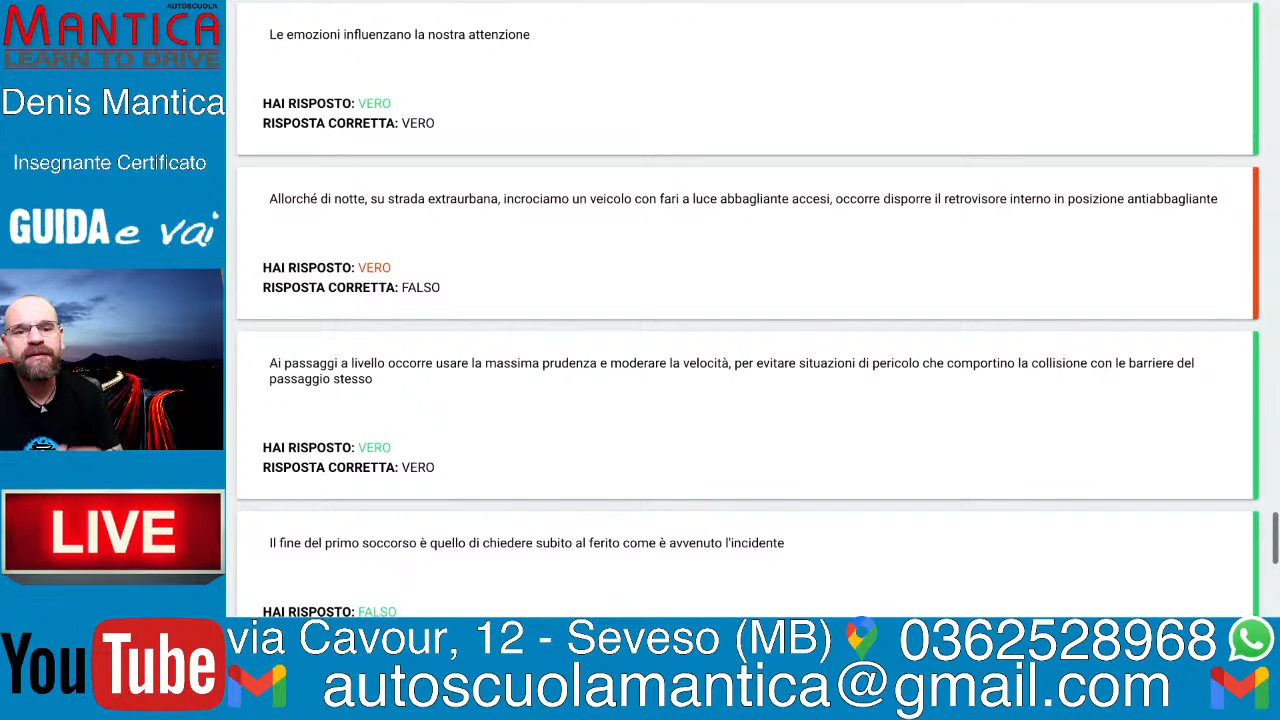 AUTOSCUOLA
MANTICA
LEARN TO DRIVE
Denis Mantica
Insegnante Certificato
GUIDA e vai
LIVE
YouTube
Le emozioni influenzano la nostra attenzione
HAI RISPOSTO: VERO
RISPOSTA CORRETTA: VERO
Allorché di notte, su strada extraurbana, incrociamo un veicolo con fari a luce abbagliante accesi, occorre disporre il retrovisore interno in posizione antiabbagliante
HAI RISPOSTO: VERO
RISPOSTA CORRETTA: FALSO
Ai passaggi a livello occorre usare la massima prudenza e moderare la velocità, per evitare situazioni di pericolo che comportino la collisione con le barriere del
passaggio stesso
HAI RISPOSTO: VERO
RISPOSTA CORRETTA: VERO
Il fine del primo soccorso è quello di chiedere subito al ferito come è avvenuto l'incidente
HAI RISPOSTO: FALSO
via Cavour, 12 - Seveso (MB) 0362528968
autoscuolamantica@gmail.com